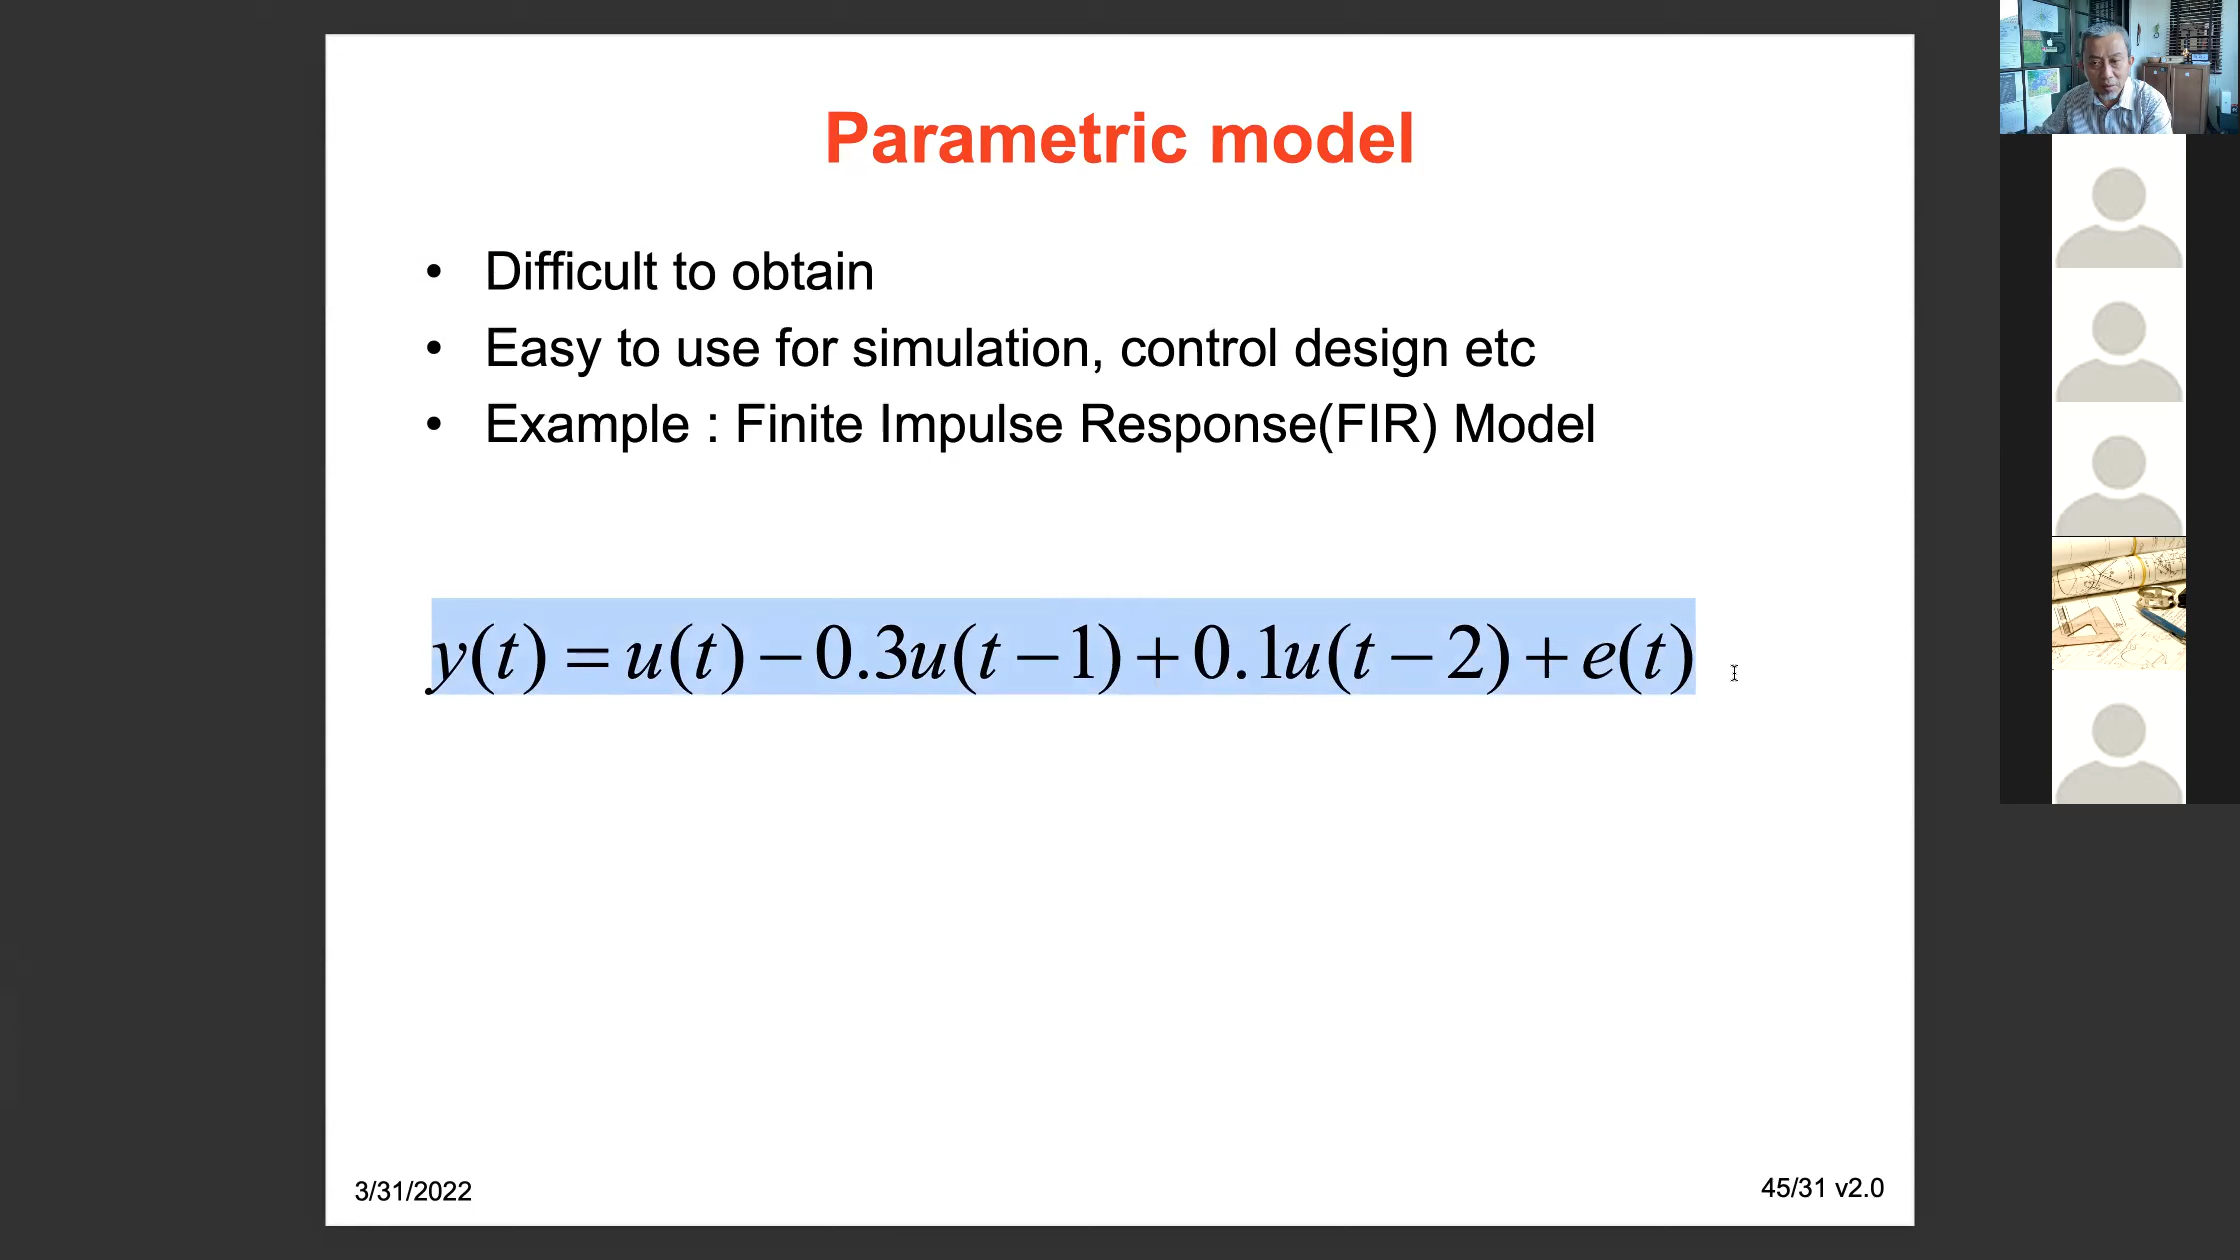 Parametric model
• Difficult to obtain
• Easy to use for simulation, control design etc
• Example : Finite Impulse Response(FIR) Model
y(t) = u(t) − 0.3u(t − 1) + 0.1u(t − 2) + e(t)
3/31/2022
45/31 v2.0